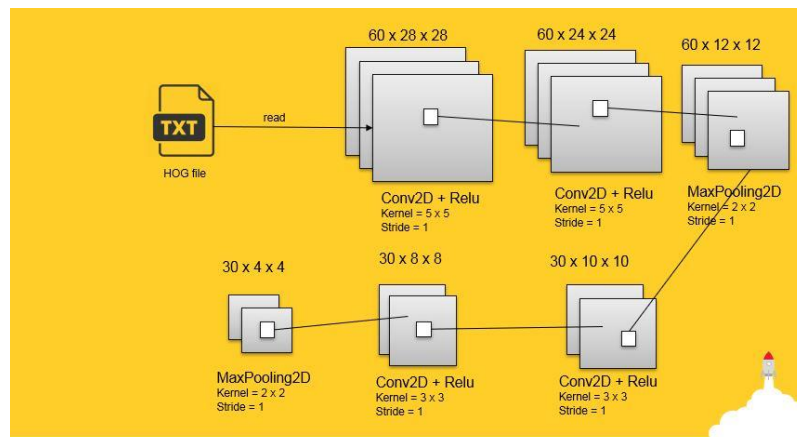 60 x 28 x 28
60 x 24 x 24
60 x 12 x 12
TXT
read
HOG file
Conv2D + Relu
Kernel = 5 x 5
Stride = 1
Conv2D + Relu
Kernel = 5 x 5
Stride = 1
MaxPooling2D
Kernel = 2 x 2
Stride = 1
30 x 4 x 4
30 x 8 x 8
30 x 10 x 10
MaxPooling2D
Kernel = 2 x 2
Stride = 1
Conv2D + Relu
Kernel = 3 x 3
Stride = 1
Conv2D + Relu
Kernel = 3 x 3
Stride = 1